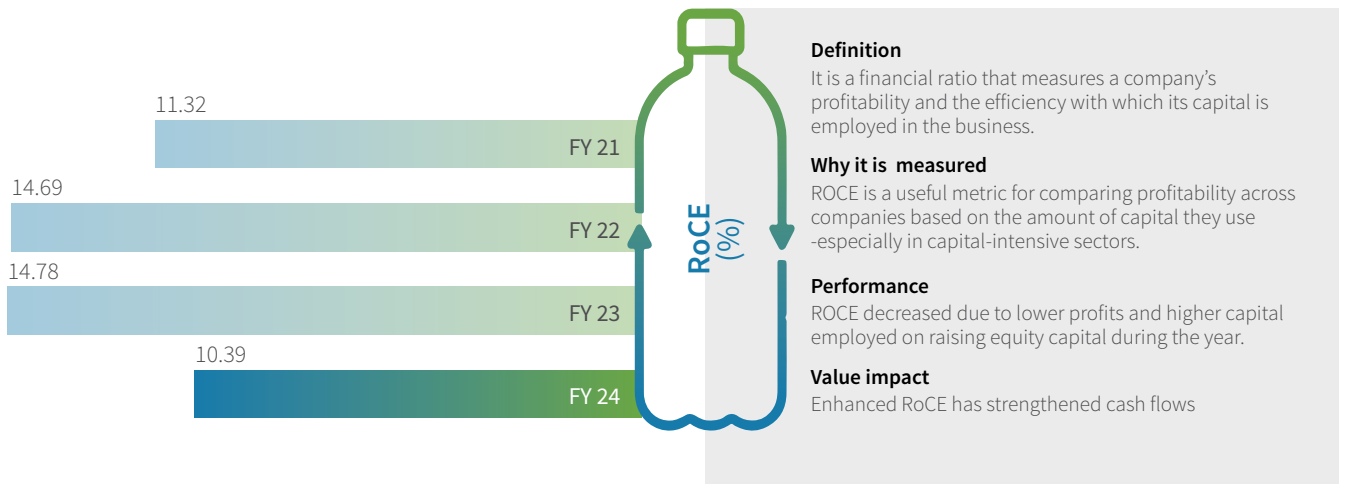 11.32
FY 21
14.69
FY 22
14.78
FY 23
10.39
FY 24
RoCE
(%)
Definition
It is a financial ratio that measures a company's
profitability and the efficiency with which its capital is
employed in the business.
Why it is  measured
ROCE is a useful metric for comparing profitability across
companies based on the amount of capital they use
-especially in capital-intensive sectors.
Performance
ROCE decreased due to lower profits and higher capital
employed on raising equity capital during the year.
Value impact
Enhanced RoCE has strengthened cash flows